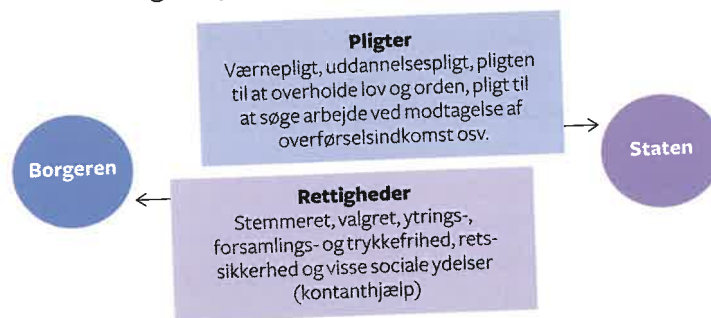 Pligter
Værnepligt, uddannelsespligt, pligten
til at overholde lov og orden, pligt til
at søge arbejde ved modtagelse af
overførselsindkomst osv.
Borgeren
Staten
Rettigheder
Stemmeret, valgret, ytrings-,
forsamlings- og trykkefrihed, rets-
sikkerhed og visse sociale ydelser
(kontanthjælp)